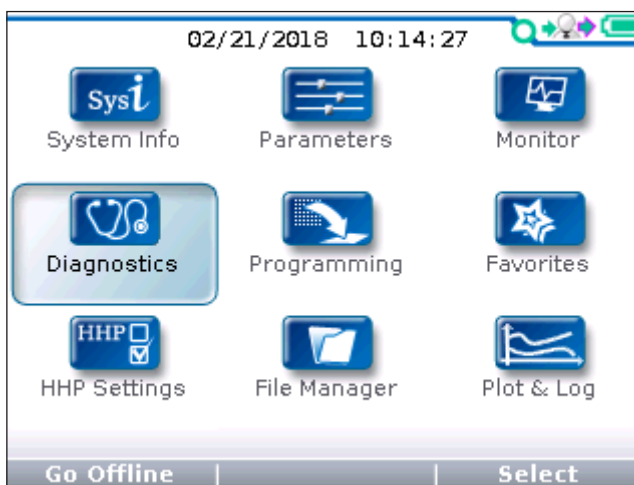 02/21/2018 10:14:27
Sysi
System Info
Parameters
Monitor
Diagnostics
Programming
Favorites
HHP
HHP Settings
File Manager
Plot & Log
Go Offline | | Select